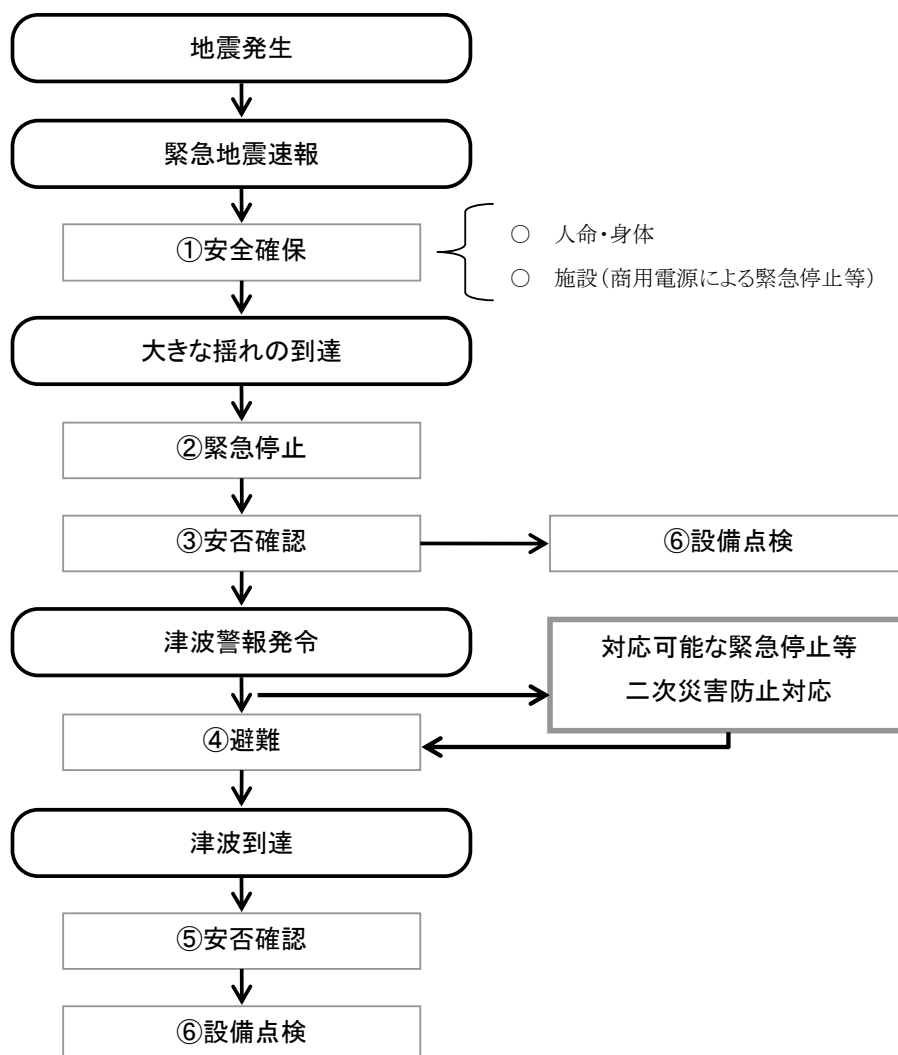 地震発生
緊急地震速報
①安全確保
○ 人命・身体
○ 施設(商用電源による緊急停止等)
大きな揺れの到達
②緊急停止
③安否確認
⑥設備点検
津波警報発令
対応可能な緊急停止等
二次災害防止対応
④避難
津波到達
⑤安否確認
⑥設備点検